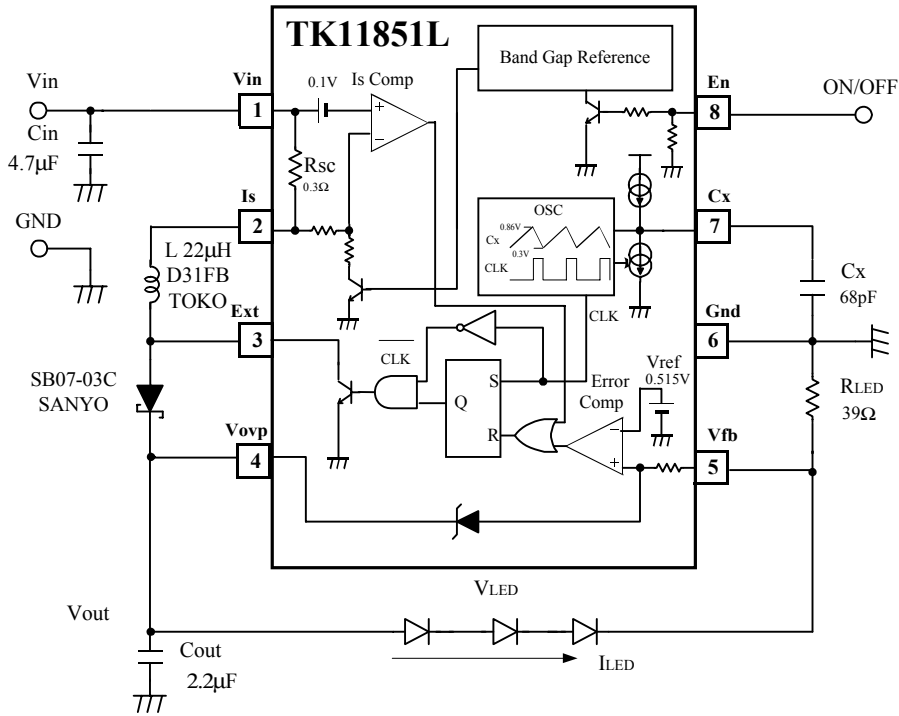 TK11851L
Band Gap Reference
Vin
Vin
0.1V
Is Comp
En
ON/OFF
1
+
−
8
Cin
4.7μF
Rsc
0.3Ω
Is
OSC
Cx
2
0.86V
Cx
0.3V
CLK
7
GND
L 22μH
D31FB
TOKO
Cx
68pF
Ext
CLK
Gnd
3
6
CLK
Vref
0.515V
SB07-03C
SANYO
S
Error
Comp
RLED
39Ω
Q
R
−
+
Vovp
Vfb
4
5
VLED
Vout
Cout
2.2μF
ILED